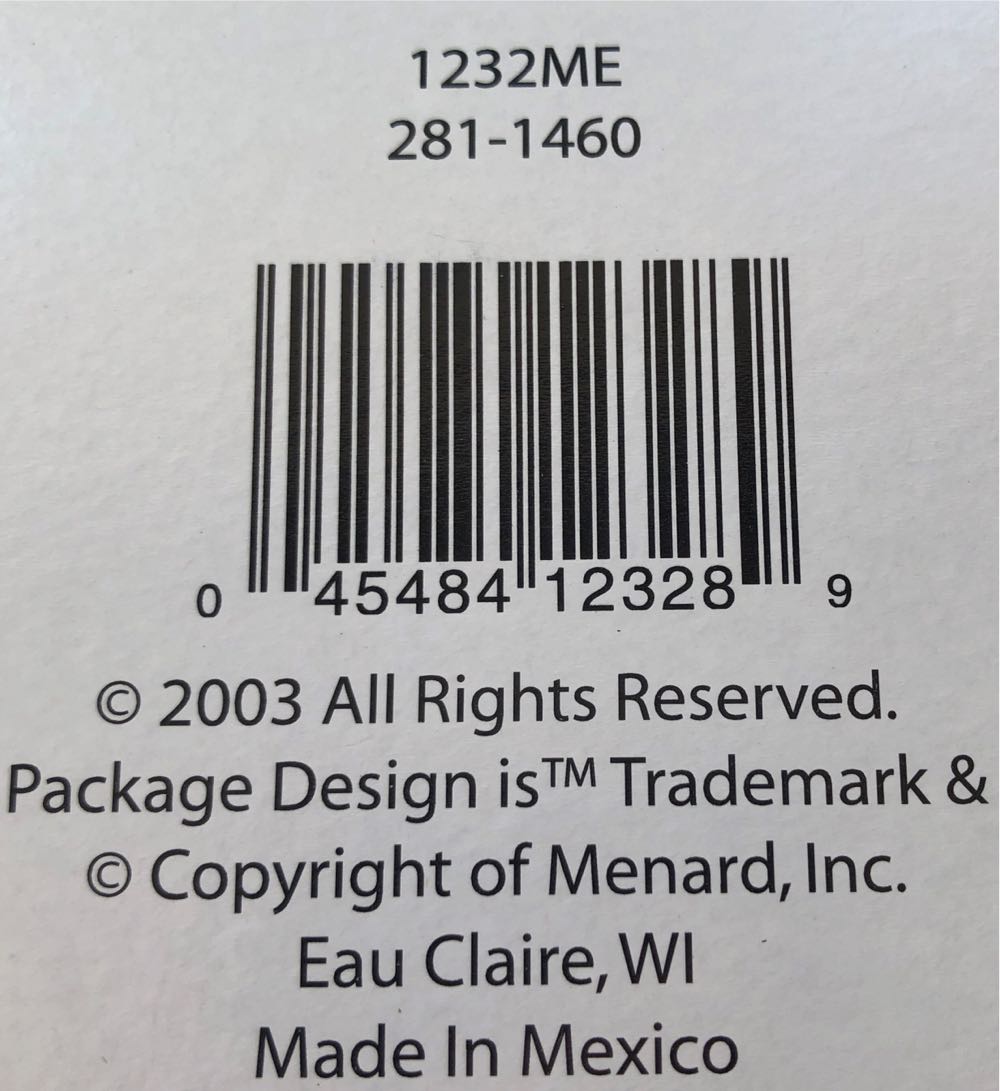 1232ME
281-1460
0 45484 12328 9
© 2003 All Rights Reserved.
Package Design is™ Trademark &
© Copyright of Menard, Inc.
Eau Claire, WI
Made In Mexico